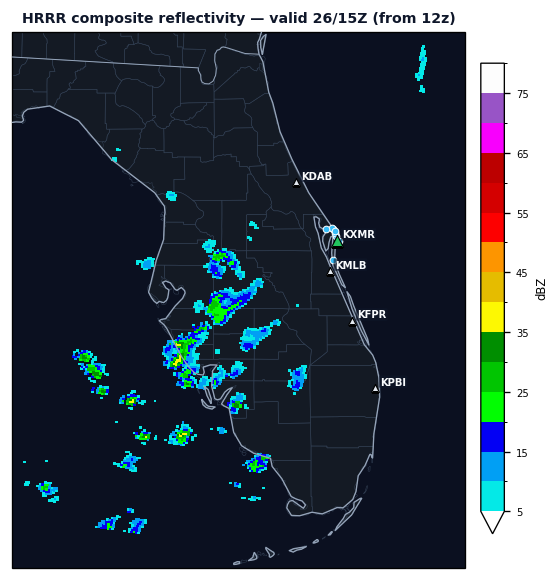 HRRR composite reflectivity — valid 26/15Z (from 12z)
KDAB
KXMR
KMLB
KFPR
KPBI
75
65
55
45
35
25
15
5
dBZ